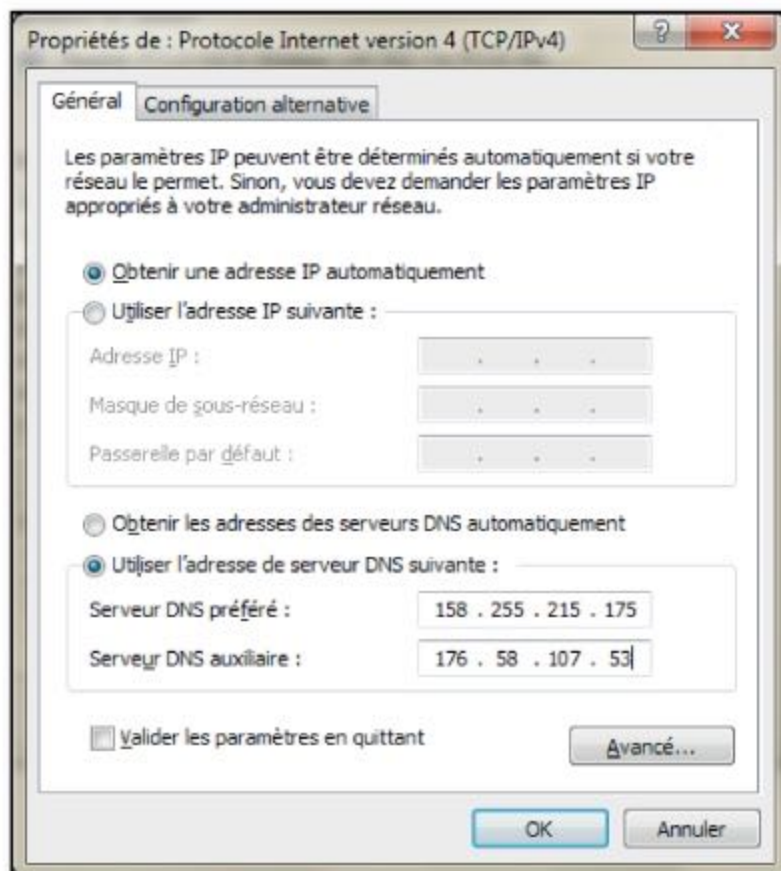 Propriétés de : Protocole Internet version 4 (TCP/IPv4)
Général Configuration alternative
Les paramètres IP peuvent être déterminés automatiquement si votre
réseau le permet. Sinon, vous devez demander les paramètres IP
appropriés à votre administrateur réseau.
Obtenir une adresse IP automatiquement
Utiliser l'adresse IP suivante :
Adresse IP : . . .
Masque de sous-réseau : . . .
Passerelle par défaut : . . .
Obtenir les adresses des serveurs DNS automatiquement
Utiliser l'adresse de serveur DNS suivante :
Serveur DNS préféré : 158 . 255 . 215 . 175
Serveur DNS auxiliaire : 176 . 58 . 107 . 53
Valider les paramètres en quittant
Avancé...
OK Annuler